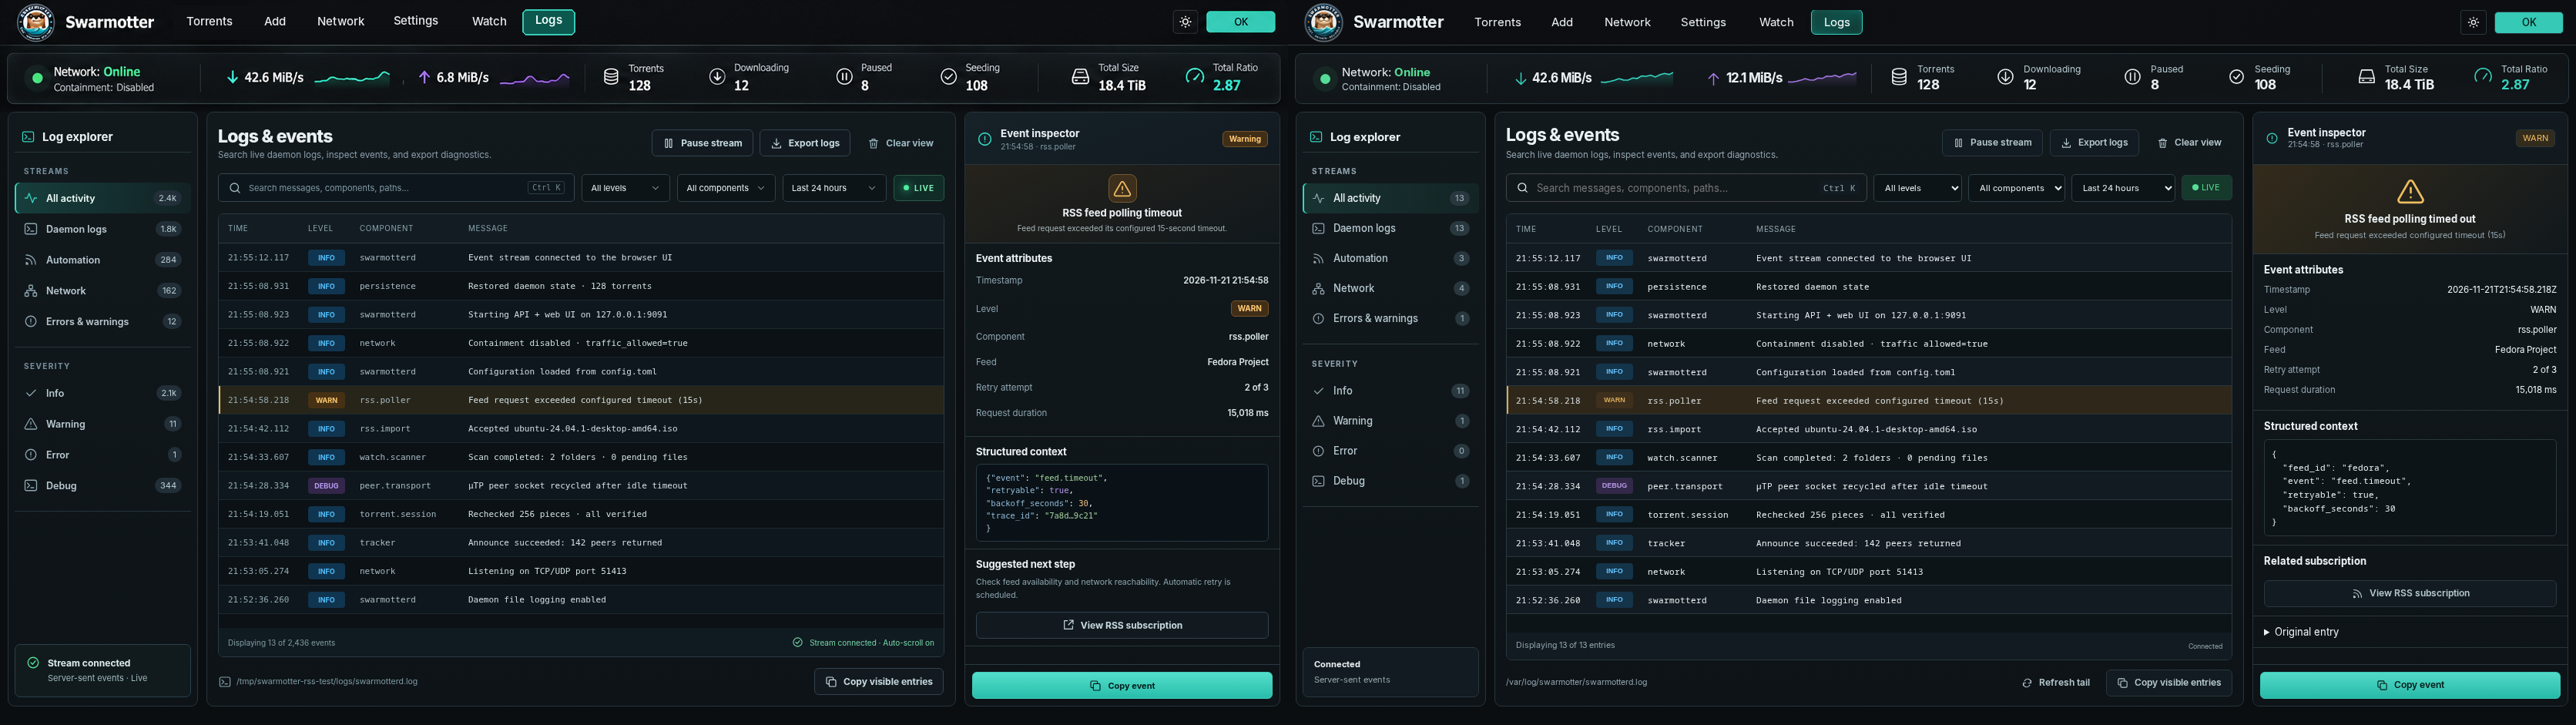 Swarmotter Torrents Add Network Settings Watch Logs OK
Network: Online
Containment: Disabled
42.6 MiB/s 6.8 MiB/s
Torrents 128
Downloading 12
Paused 8
Seeding 108
Total Size 18.4 TiB
Total Ratio 2.87
Log explorer
STREAMS
All activity 2.4k
Daemon logs 1.8k
Automation 284
Network 162
Errors & warnings 12
SEVERITY
Info 2.1k
Warning 11
Error 1
Debug 344
Stream connected
Server-sent events · Live
Logs & events
Search live daemon logs, inspect events, and export diagnostics.
Pause stream Export logs Clear view
Search messages, components, paths... Ctrl K All levels All components Last 24 hours LIVE
TIME LEVEL COMPONENT MESSAGE
21:55:12.117 INFO swarmotterd Event stream connected to the browser UI
21:55:08.931 INFO persistence Restored daemon state · 128 torrents
21:55:08.923 INFO swarmotterd Starting API + web UI on 127.0.0.1:9091
21:55:08.922 INFO network Containment disabled · traffic_allowed=true
21:55:08.921 INFO swarmotterd Configuration loaded from config.toml
21:54:58.218 WARN rss.poller Feed request exceeded configured timeout (15s)
21:54:42.112 INFO rss.import Accepted ubuntu-24.04.1-desktop-amd64.iso
21:54:33.607 INFO watch.scanner Scan completed: 2 folders · 0 pending files
21:54:28.334 DEBUG peer.transport µTP peer socket recycled after idle timeout
21:54:19.051 INFO torrent.session Rechecked 256 pieces · all verified
21:53:41.048 INFO tracker Announce succeeded: 142 peers returned
21:53:05.274 INFO network Listening on TCP/UDP port 51413
21:52:36.260 INFO swarmotterd Daemon file logging enabled
Displaying 13 of 2,436 events Stream connected · Auto-scroll on
/tmp/swarmotter-rss-test/logs/swarmotterd.log Copy visible entries
Event inspector
21:54:58 · rss.poller
Warning
RSS feed polling timeout
Feed request exceeded its configured 15-second timeout.
Event attributes
Timestamp 2026-11-21 21:54:58
Level WARN
Component rss.poller
Feed Fedora Project
Retry attempt 2 of 3
Request duration 15,018 ms
Structured context
{"event": "feed.timeout",
"retryable": true,
"backoff_seconds": 30,
"trace_id": "7a8d…9c21"
}
Suggested next step
Check feed availability and network reachability. Automatic retry is
scheduled.
View RSS subscription
Copy event
Swarmotter Torrents Add Network Settings Watch Logs OK
Network: Online
Containment: Disabled
42.6 MiB/s 12.1 MiB/s
Torrents 128
Downloading 12
Paused 8
Seeding 108
Total Size 18.4 TiB
Total Ratio 2.87
Log explorer
STREAMS
All activity 13
Daemon logs 13
Automation 3
Network 4
Errors & warnings 1
SEVERITY
Info 11
Warning 1
Error 0
Debug 1
Connected
Server-sent events
Logs & events
Search live daemon logs, inspect events, and export diagnostics.
Pause stream Export logs Clear view
Search messages, components, paths... Ctrl K All levels All components Last 24 hours LIVE
TIME LEVEL COMPONENT MESSAGE
21:55:12.117 INFO swarmotterd Event stream connected to the browser UI
21:55:08.931 INFO persistence Restored daemon state
21:55:08.923 INFO swarmotterd Starting API + web UI on 127.0.0.1:9091
21:55:08.922 INFO network Containment disabled · traffic allowed=true
21:55:08.921 INFO swarmotterd Configuration loaded from config.toml
21:54:58.218 WARN rss.poller Feed request exceeded configured timeout (15s)
21:54:42.112 INFO rss.import Accepted ubuntu-24.04.1-desktop-amd64.iso
21:54:33.607 INFO watch.scanner Scan completed: 2 folders · 0 pending files
21:54:28.334 DEBUG peer.transport µTP peer socket recycled after idle timeout
21:54:19.051 INFO torrent.session Rechecked 256 pieces · all verified
21:53:41.048 INFO tracker Announce succeeded: 142 peers returned
21:53:05.274 INFO network Listening on TCP/UDP port 51413
21:52:36.260 INFO swarmotterd Daemon file logging enabled
Displaying 13 of 13 entries Connected
/var/log/swarmotter/swarmotterd.log Refresh tail Copy visible entries
Event inspector
21:54:58 · rss.poller
WARN
RSS feed polling timed out
Feed request exceeded configured timeout (15s)
Event attributes
Timestamp 2026-11-21T21:54:58.218Z
Level WARN
Component rss.poller
Feed Fedora Project
Retry attempt 2 of 3
Request duration 15,018 ms
Structured context
{
"feed_id": "fedora",
"event": "feed.timeout",
"retryable": true,
"backoff_seconds": 30
}
Related subscription
View RSS subscription
Original entry
Copy event